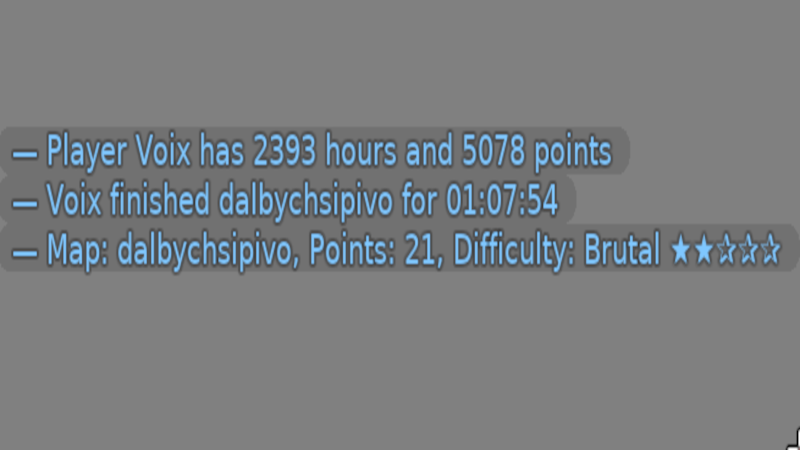 — Player Voix has 2393 hours and 5078 points
— Voix finished dalbychsipivo for 01:07:54
— Map: dalbychsipivo, Points: 21, Difficulty: Brutal ★★☆☆☆